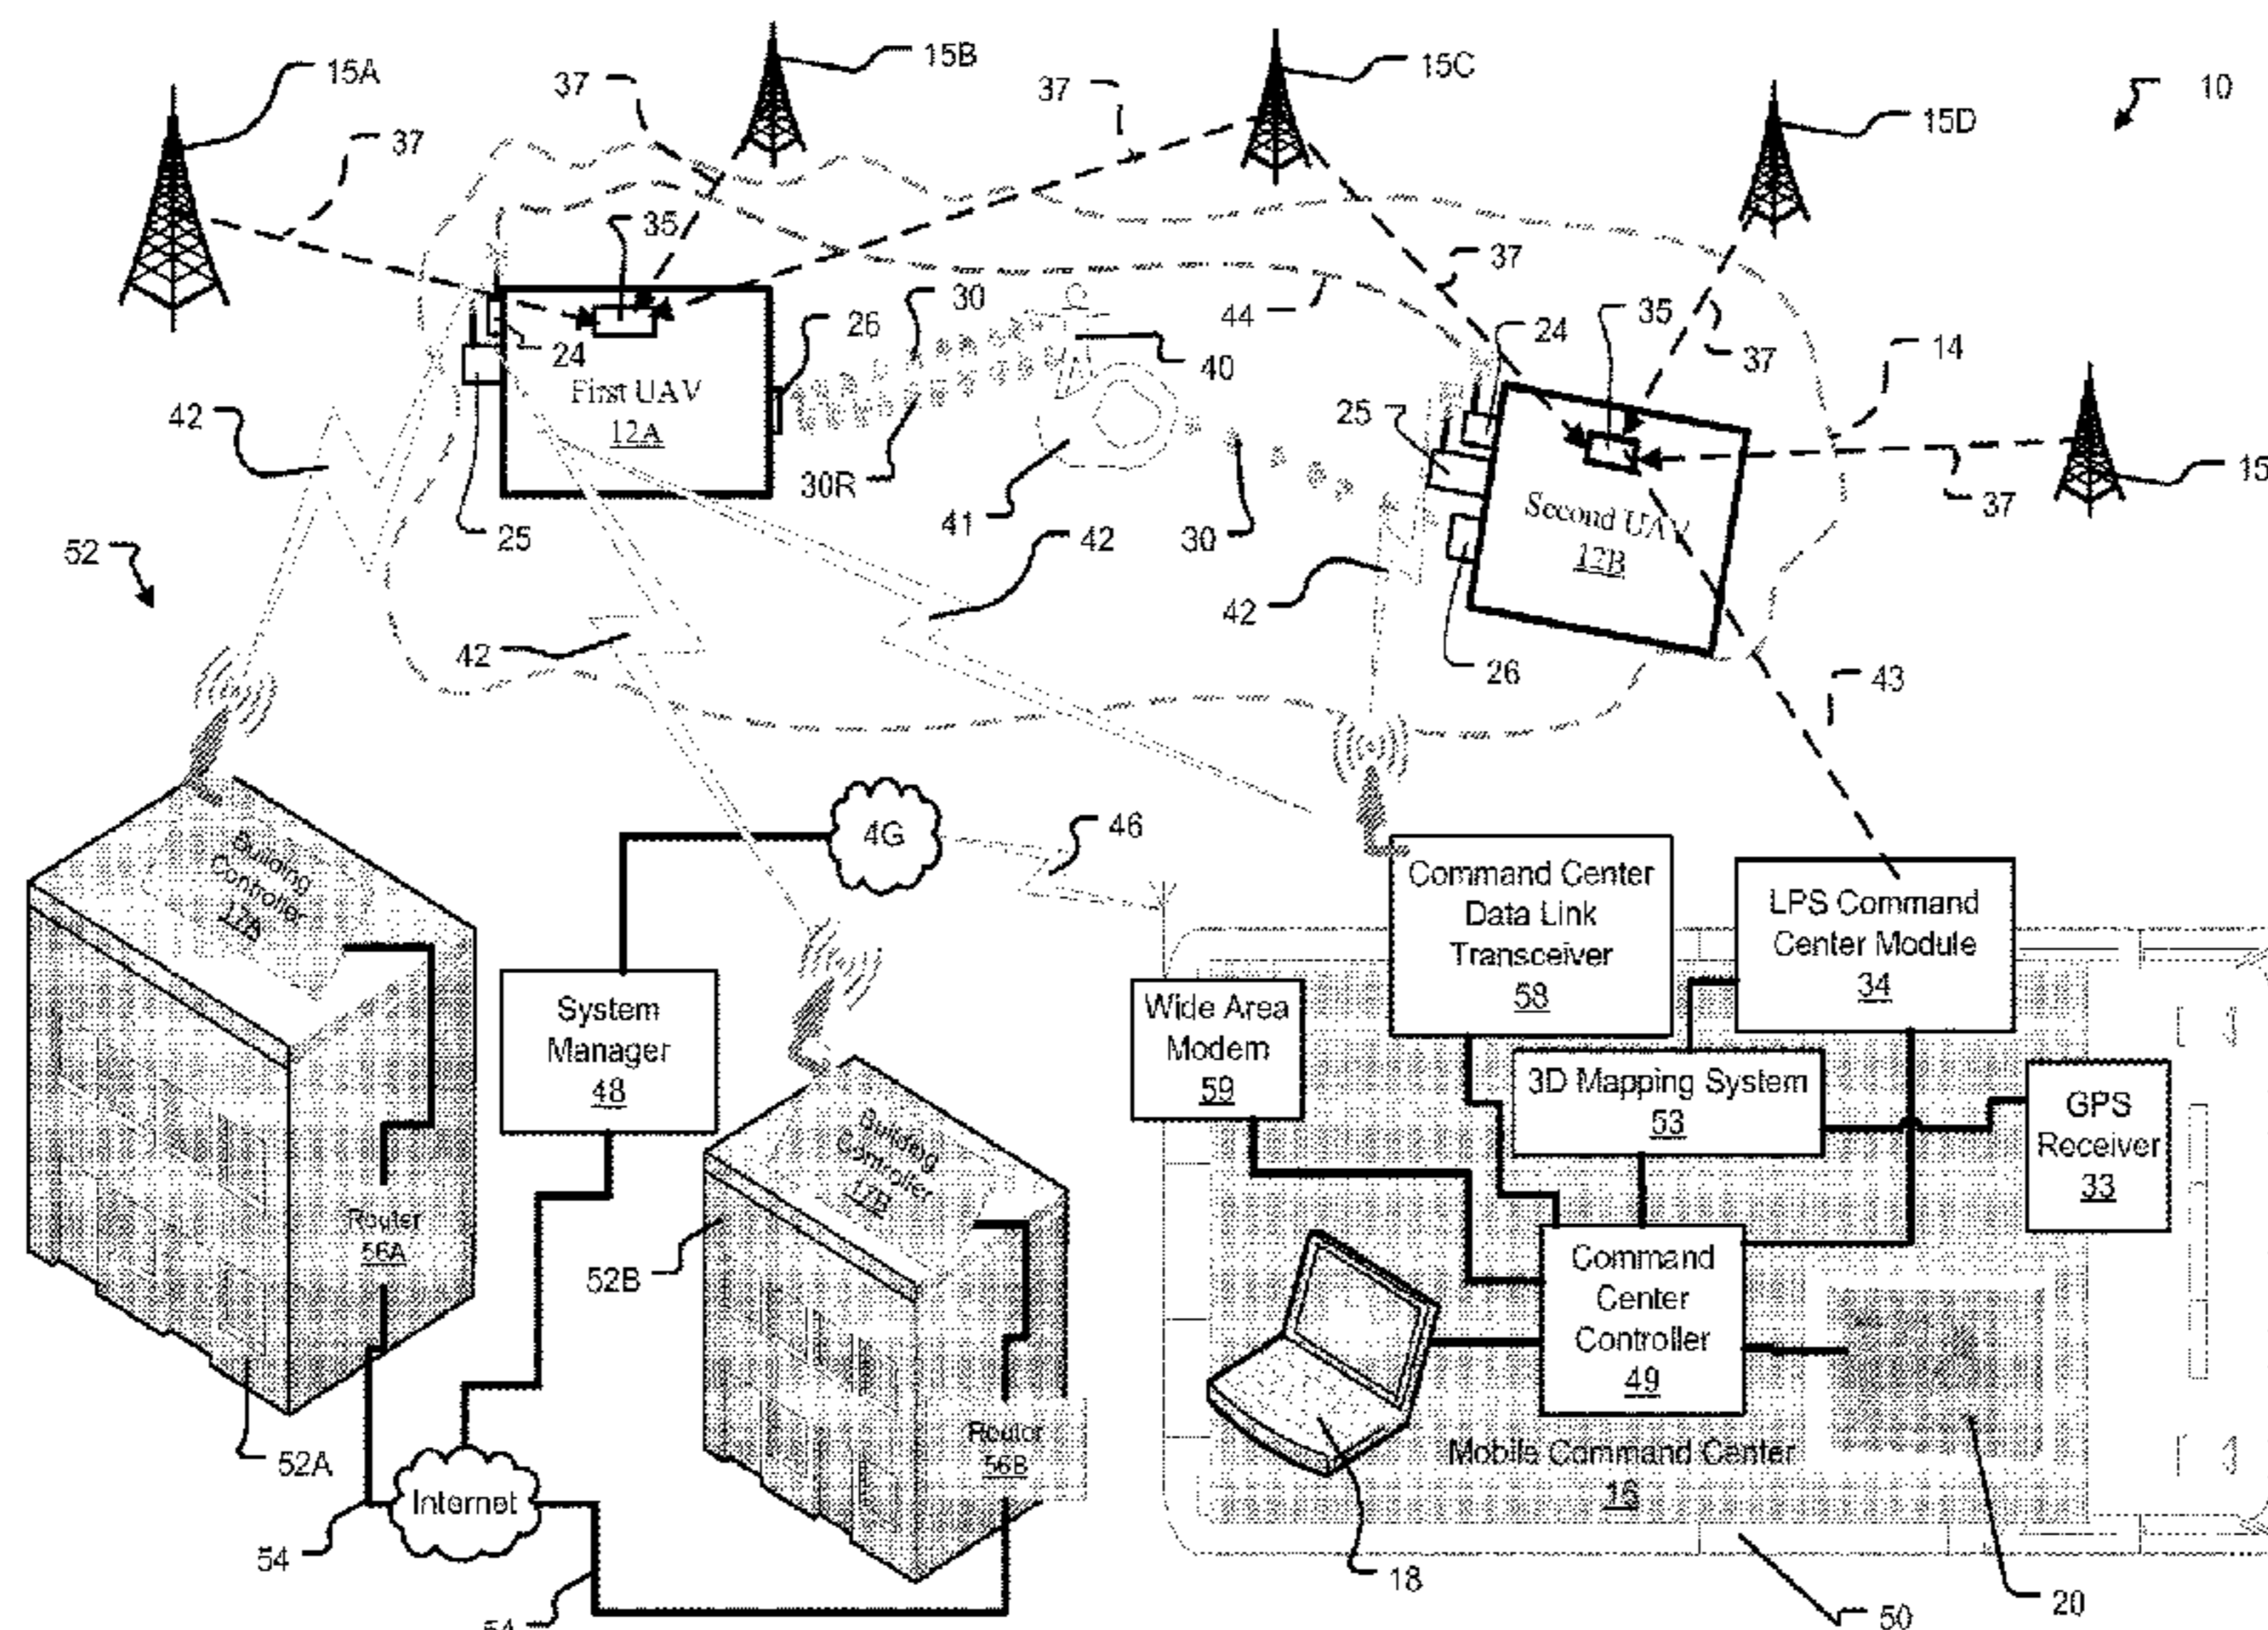 15A
37
15B
37
15C
15D
10
37
35
30
24
26
First UAV
12A
42
25
30R
41
40
44
37
24
35
37
14
15
37
25
Second UAV
12B
30
42
26
43
52
42
42
Building
Controller
17A
4G
46
Command Center
Data Link
Transceiver
58
LPS Command
Center Module
34
System
Manager
48
Wide Area
Modem
59
3D Mapping System
53
GPS
Receiver
33
Building
Controller
17B
Router
56A
52B
Command
Center
Controller
49
52A
Internet
Router
56B
Mobile Command Center
16
54
54
18
50
20